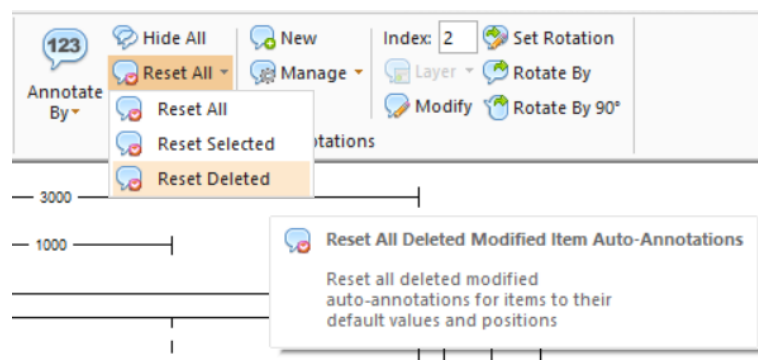 123
Annotate
By
Hide All
Reset All
New
Manage
Index: 2
Layer
Modify
Set Rotation
Rotate By
Rotate By 90°
Reset All
Reset Selected
Reset Deleted
tations
3000
1000
Reset All Deleted Modified Item Auto-Annotations
Reset all deleted modified
auto-annotations for items to their
default values and positions